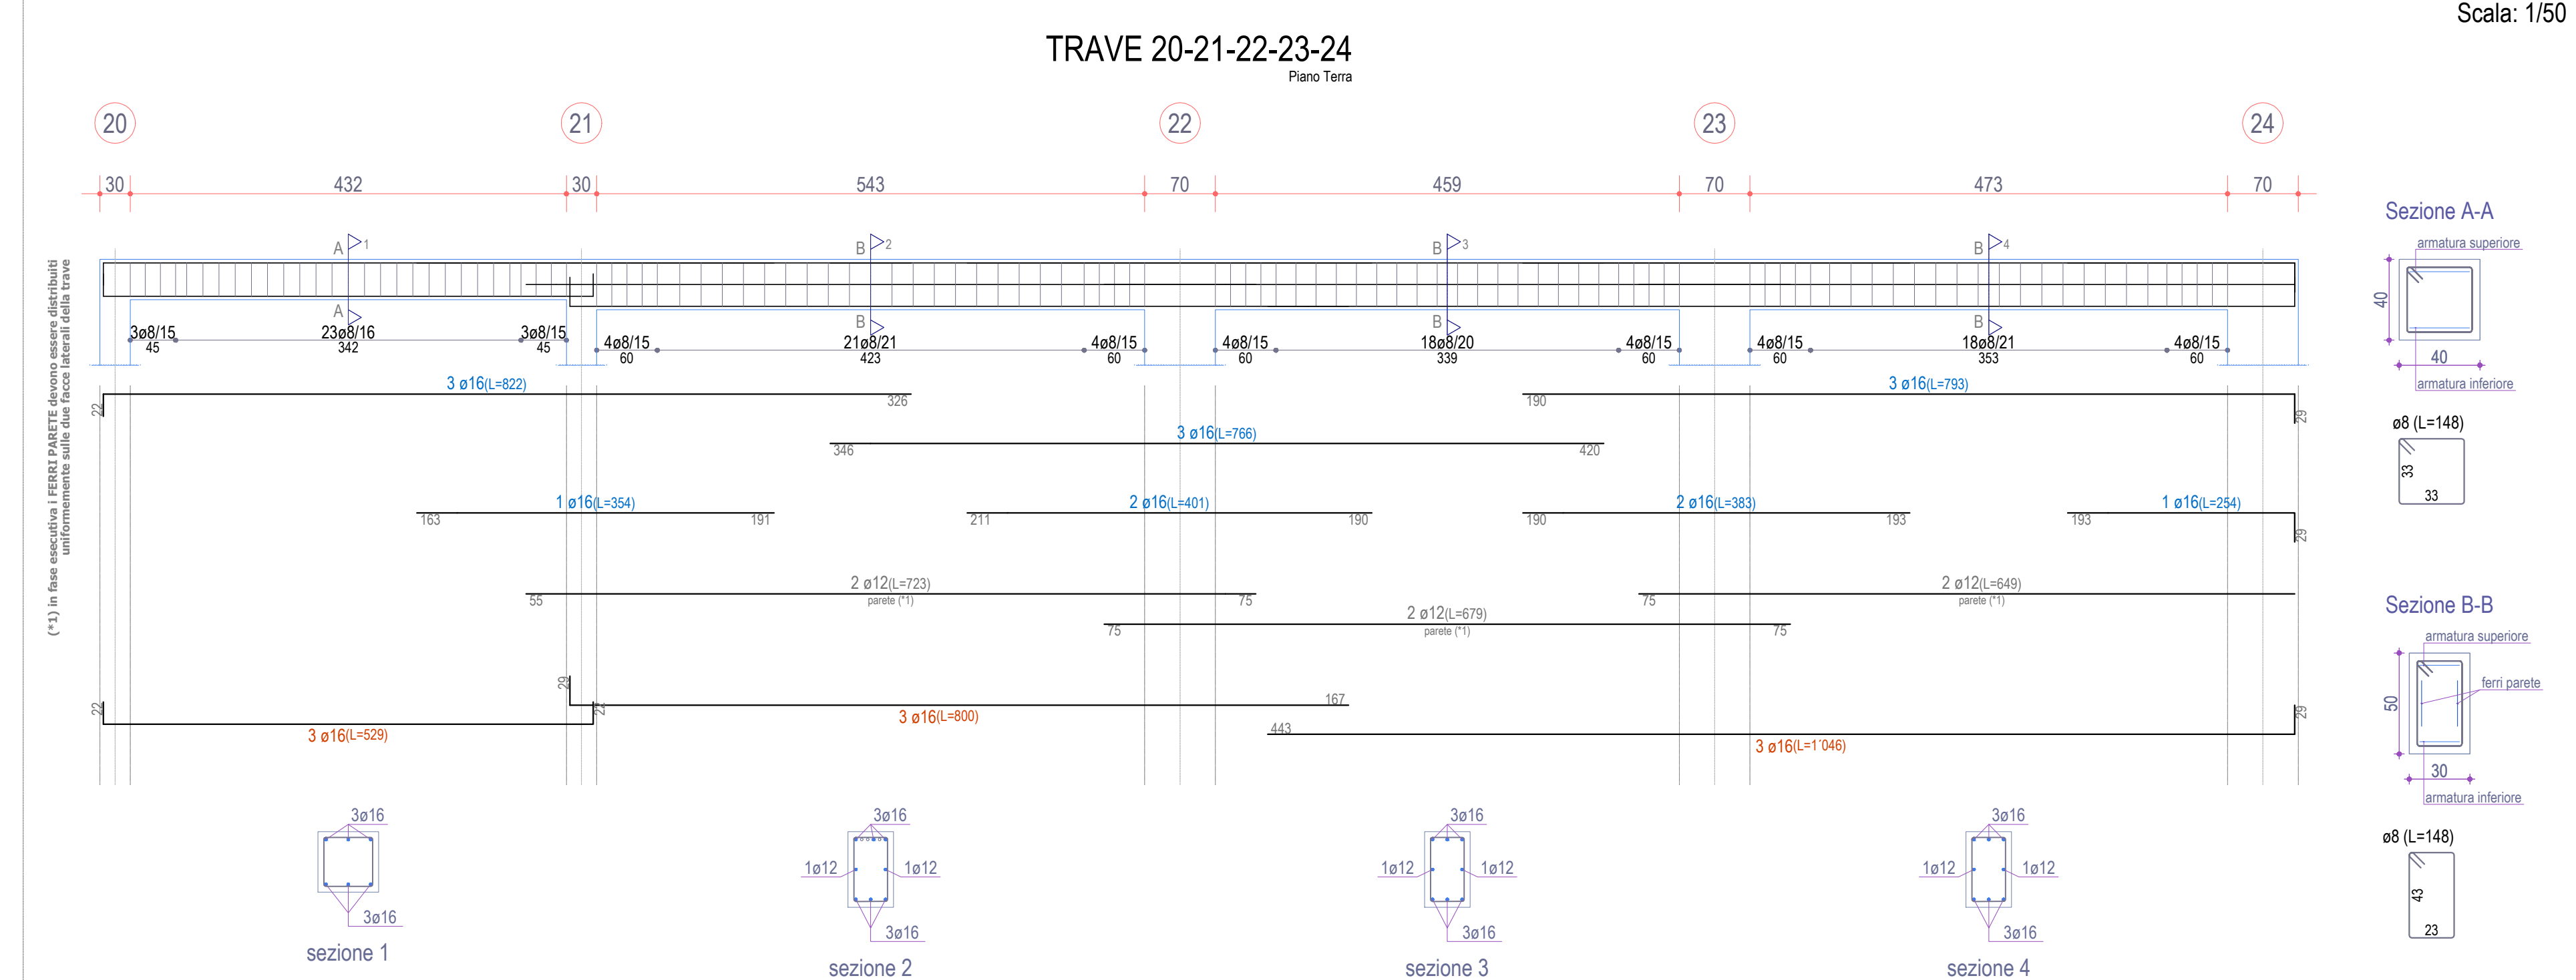 Scala: 1/50
TRAVE 20-21-22-23-24
Piano Terra
20 21 22 23 24
30 432 30 543 70 459 70 473 70
A 1 B 2 B 3 B 4
A B B B
3ø8/15 23ø8/16 3ø8/15 4ø8/15 21ø8/21 4ø8/15 4ø8/15 18ø8/20 4ø8/15 4ø8/15 18ø8/21 4ø8/15
45 342 45 60 423 60 60 339 60 60 353 60
(*1) in fase esecutiva i FERRI PARETE devono essere distribuiti
uniformemente sulle due facce laterali della trave
3 ø16(L=822) 3 ø16(L=793)
22 326 190 29
3 ø16(L=766)
346 420
1 ø16(L=354) 2 ø16(L=401) 2 ø16(L=383) 1 ø16(L=254)
163 191 211 190 190 193 193 29
2 ø12(L=723) 2 ø12(L=649)
55 parete (*1) 75 75 parete (*1)
2 ø12(L=679)
75 parete (*1) 75
29 167
22 22 29
3 ø16(L=800)
443
3 ø16(L=529) 3 ø16(L=1´046)
3ø16 3ø16 3ø16 3ø16
1ø12 1ø12 1ø12 1ø12 1ø12 1ø12
3ø16 3ø16 3ø16 3ø16
sezione 1 sezione 2 sezione 3 sezione 4
Sezione A-A
armatura superiore
40
40
armatura inferiore
ø8 (L=148)
33
33
Sezione B-B
armatura superiore
ferri parete
50
30
armatura inferiore
ø8 (L=148)
43
23